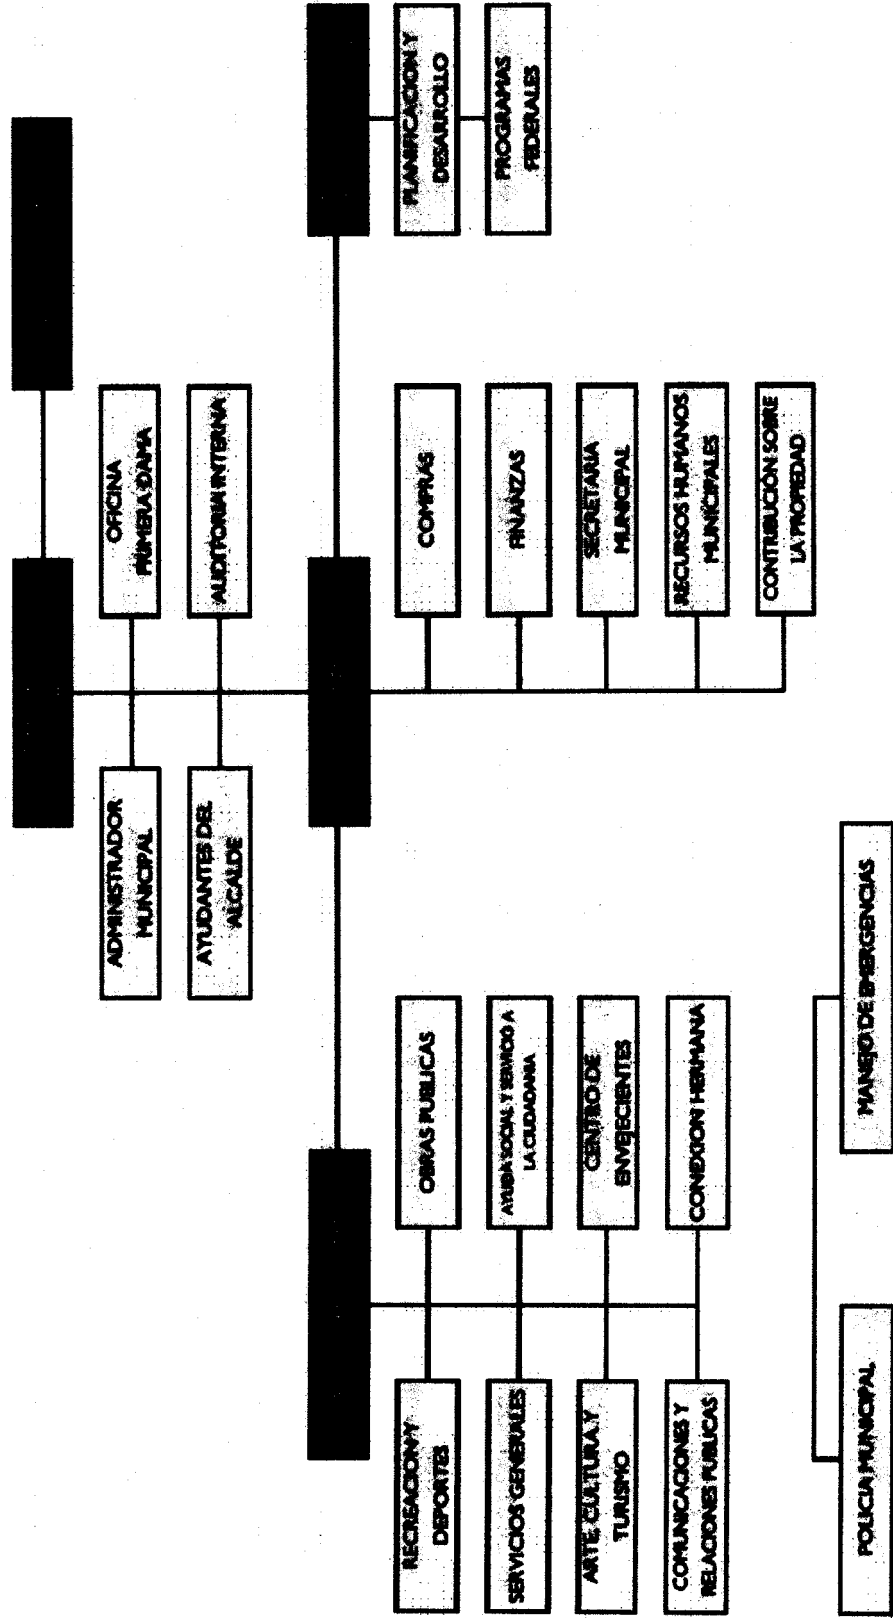 ADMINISTRADOR
MUNICIPAL
OFICINA
PRIMERA DAMA
AYUDANTES DEL
ALCALDE
AUDITORIA INTERNA
RECREACION Y
DEPORTES
OBRAS PUBLICAS
SERVICIOS GENERALES
AYUDA SOCIAL Y SERVICIO A
LA CIUDADANIA
ARTE, CULTURA Y
TURISMO
CENTRO DE
ENVEJECIENTES
COMUNICACIONES Y
RELACIONES PUBLICAS
CONEXION HERMANA
COMPRAS
FINANZAS
SECRETARIA
MUNICIPAL
RECURSOS HUMANOS
MUNICIPALES
CONTRIBUCIÓN SOBRE
LA PROPIEDAD
PLANIFICACION Y
DESARROLLO
PROGRAMAS
FEDERALES
POLICIA MUNICIPAL
MANEJO DE EMERGENCIAS